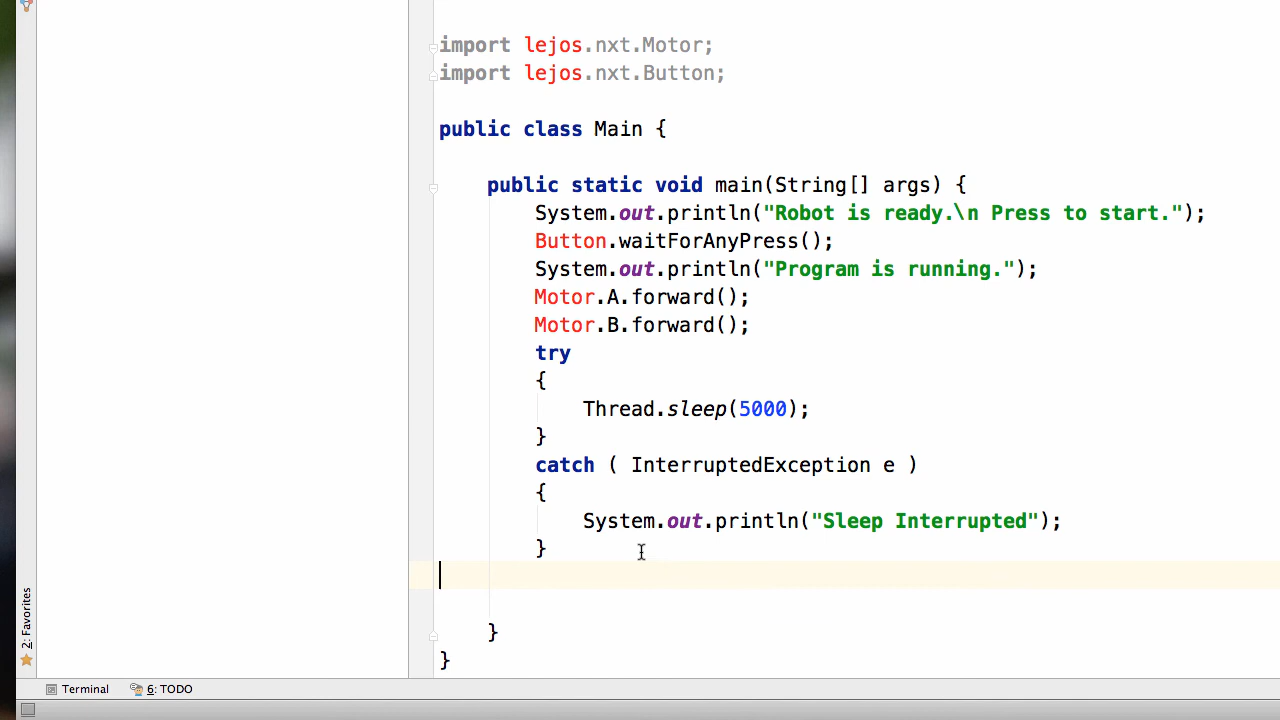 import lejos.nxt.Motor;
import lejos.nxt.Button;
public class Main {
public static void main(String[] args) {
System.out.println("Robot is ready.\n Press to start.");
Button.waitForAnyPress();
System.out.println("Program is running.");
Motor.A.forward();
Motor.B.forward();
try
{
Thread.sleep(5000);
}
catch ( InterruptedException e )
{
System.out.println("Sleep Interrupted");
}
}
}
2: Favorites
Terminal
6: TODO